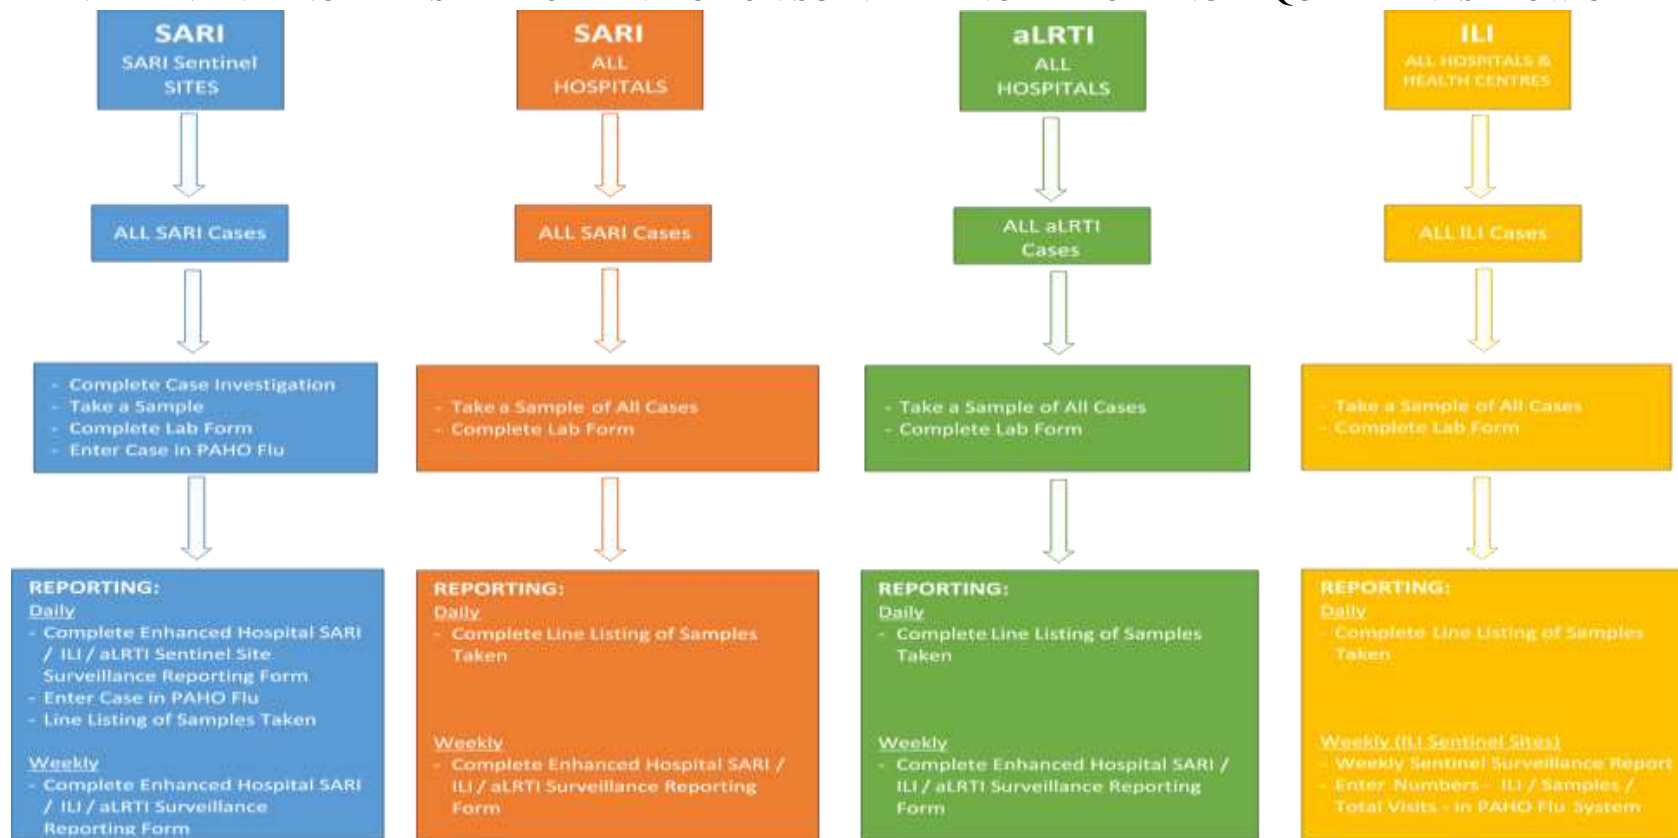 SARI
SARI Sentinel
SITES
ALL SARI Cases
- Complete Case Investigation
- Take a Sample
- Complete Lab Form
- Enter Case in PAHO Flu
REPORTING:
Daily
- Complete Enhanced Hospital SARI
/ ILI / aLRTI Sentinel Site
Surveillance Reporting Form
- Enter Case in PAHO Flu
- Line Listing of Samples Taken
Weekly
- Complete Enhanced Hospital SARI
/ ILI / aLRTI Surveillance
Reporting Form
SARI
ALL
HOSPITALS
ALL SARI Cases
- Take a Sample of All Cases
- Complete Lab Form
REPORTING:
Daily
- Complete Line Listing of Samples
Taken
Weekly
- Complete Enhanced Hospital SARI /
ILI / aLRTI Surveillance Reporting
Form
aLRTI
ALL
HOSPITALS
ALL aLRTI
Cases
- Take a Sample of All Cases
- Complete Lab Form
REPORTING:
Daily
- Complete Line Listing of Samples
Taken
Weekly
- Complete Enhanced Hospital SARI /
ILI / aLRTI Surveillance Reporting
Form
ILI
ALL HOSPITALS &
HEALTH CENTRES
ALL ILI Cases
- Take a Sample of All Cases
- Complete Lab Form
REPORTING:
Daily
- Complete Line Listing of Samples
Taken
Weekly (ILI Sentinel Sites)
- Weekly Sentinel Surveillance Report
- Enter Numbers - ILI / Samples /
Total Visits - in PAHO Flu System